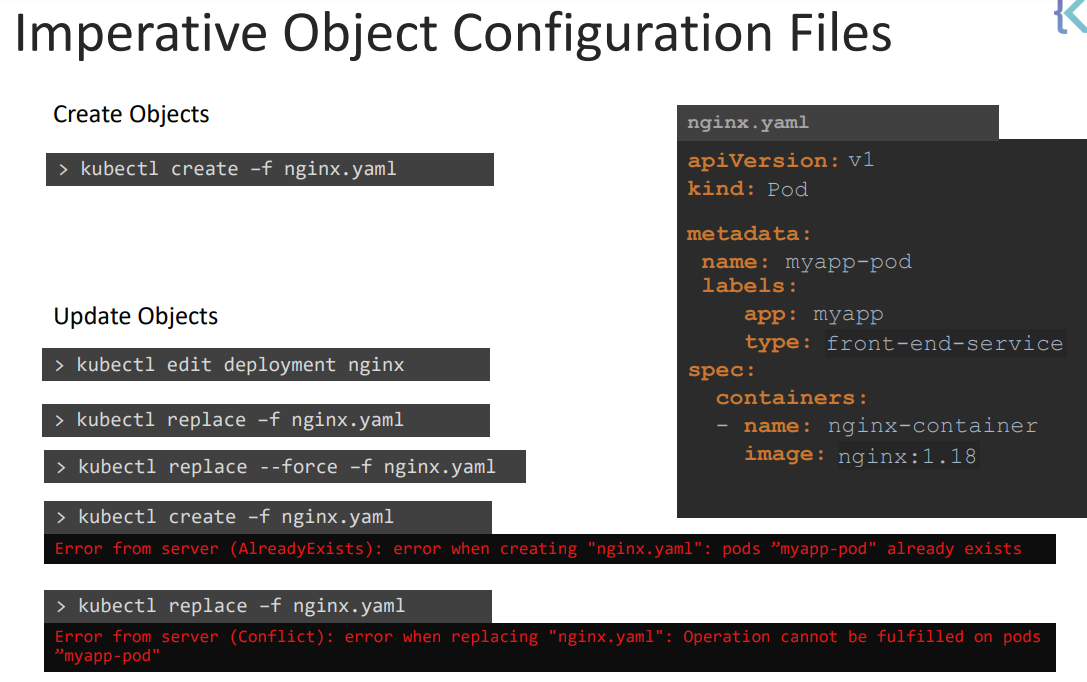 Imperative Object Configuration Files
Create Objects
> kubectl create –f nginx.yaml
Update Objects
> kubectl edit deployment nginx
> kubectl replace –f nginx.yaml
> kubectl replace --force –f nginx.yaml
> kubectl create –f nginx.yaml
Error from server (AlreadyExists): error when creating "nginx.yaml": pods ”myapp-pod" already exists
> kubectl replace –f nginx.yaml
Error from server (Conflict): error when replacing "nginx.yaml": Operation cannot be fulfilled on pods
”myapp-pod"
nginx.yaml
apiVersion: v1
kind: Pod
metadata:
name: myapp-pod
labels:
app: myapp
type: front-end-service
spec:
containers:
- name: nginx-container
image: nginx:1.18